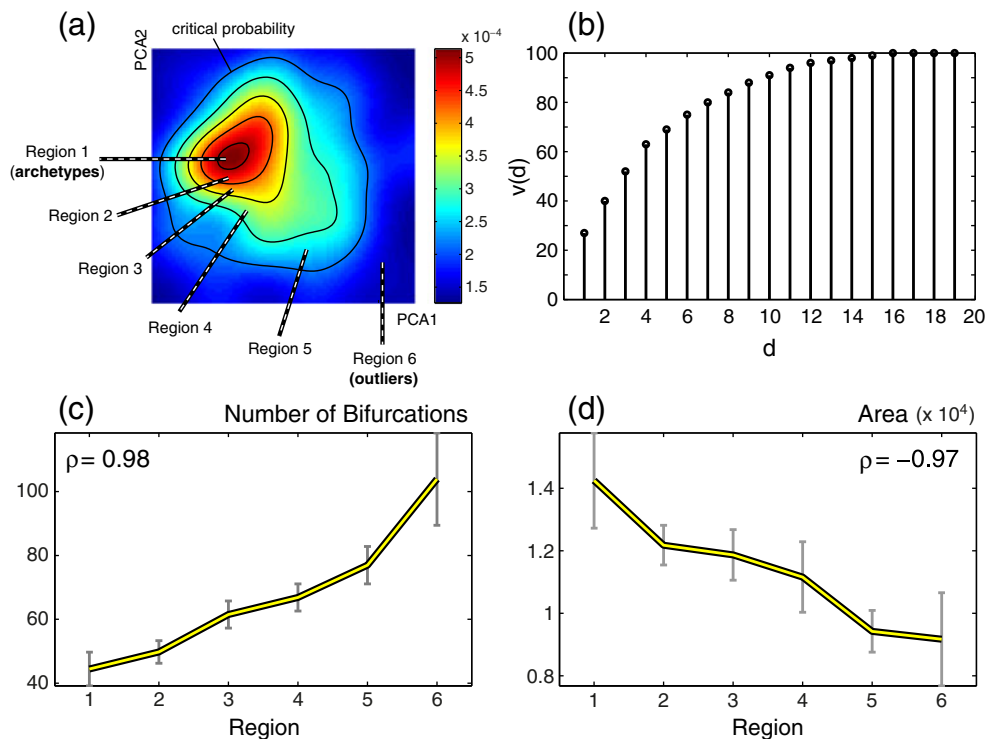 (a)
critical probability
PCA2
x 10⁻⁴
5
4.5
4
3.5
3
2.5
2
1.5
Region 1
(archetypes)
Region 2
Region 3
Region 4
Region 5
Region 6
(outliers)
PCA1
(b)
100
80
60
40
20
0
v(d)
2 4 6 8 10 12 14 16 18 20
d
(c)
Number of Bifurcations
ρ = 0.98
100
80
60
40
1 2 3 4 5 6
Region
(d)
Area (x 10⁴)
ρ = −0.97
1.4
1.2
1
0.8
1 2 3 4 5 6
Region